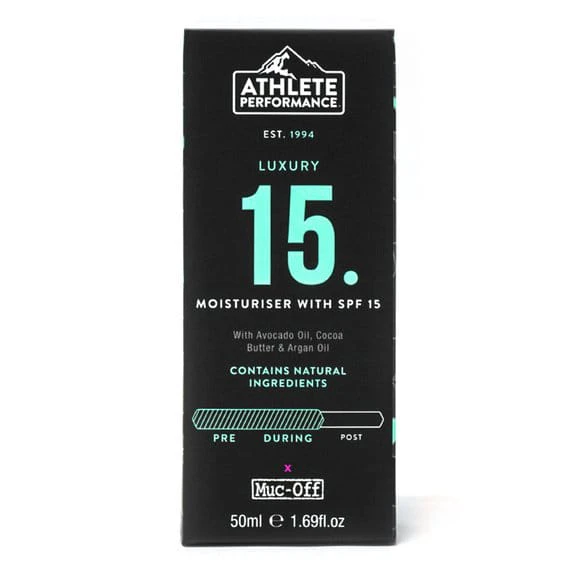 ATHLETE
PERFORMANCE
EST. 1994
LUXURY
15.
MOISTURISER WITH SPF 15
With Avocado Oil, Cocoa
Butter & Argan Oil
CONTAINS NATURAL
INGREDIENTS
PRE DURING POST
x
Muc-Off
50ml ℮ 1.69fl.oz